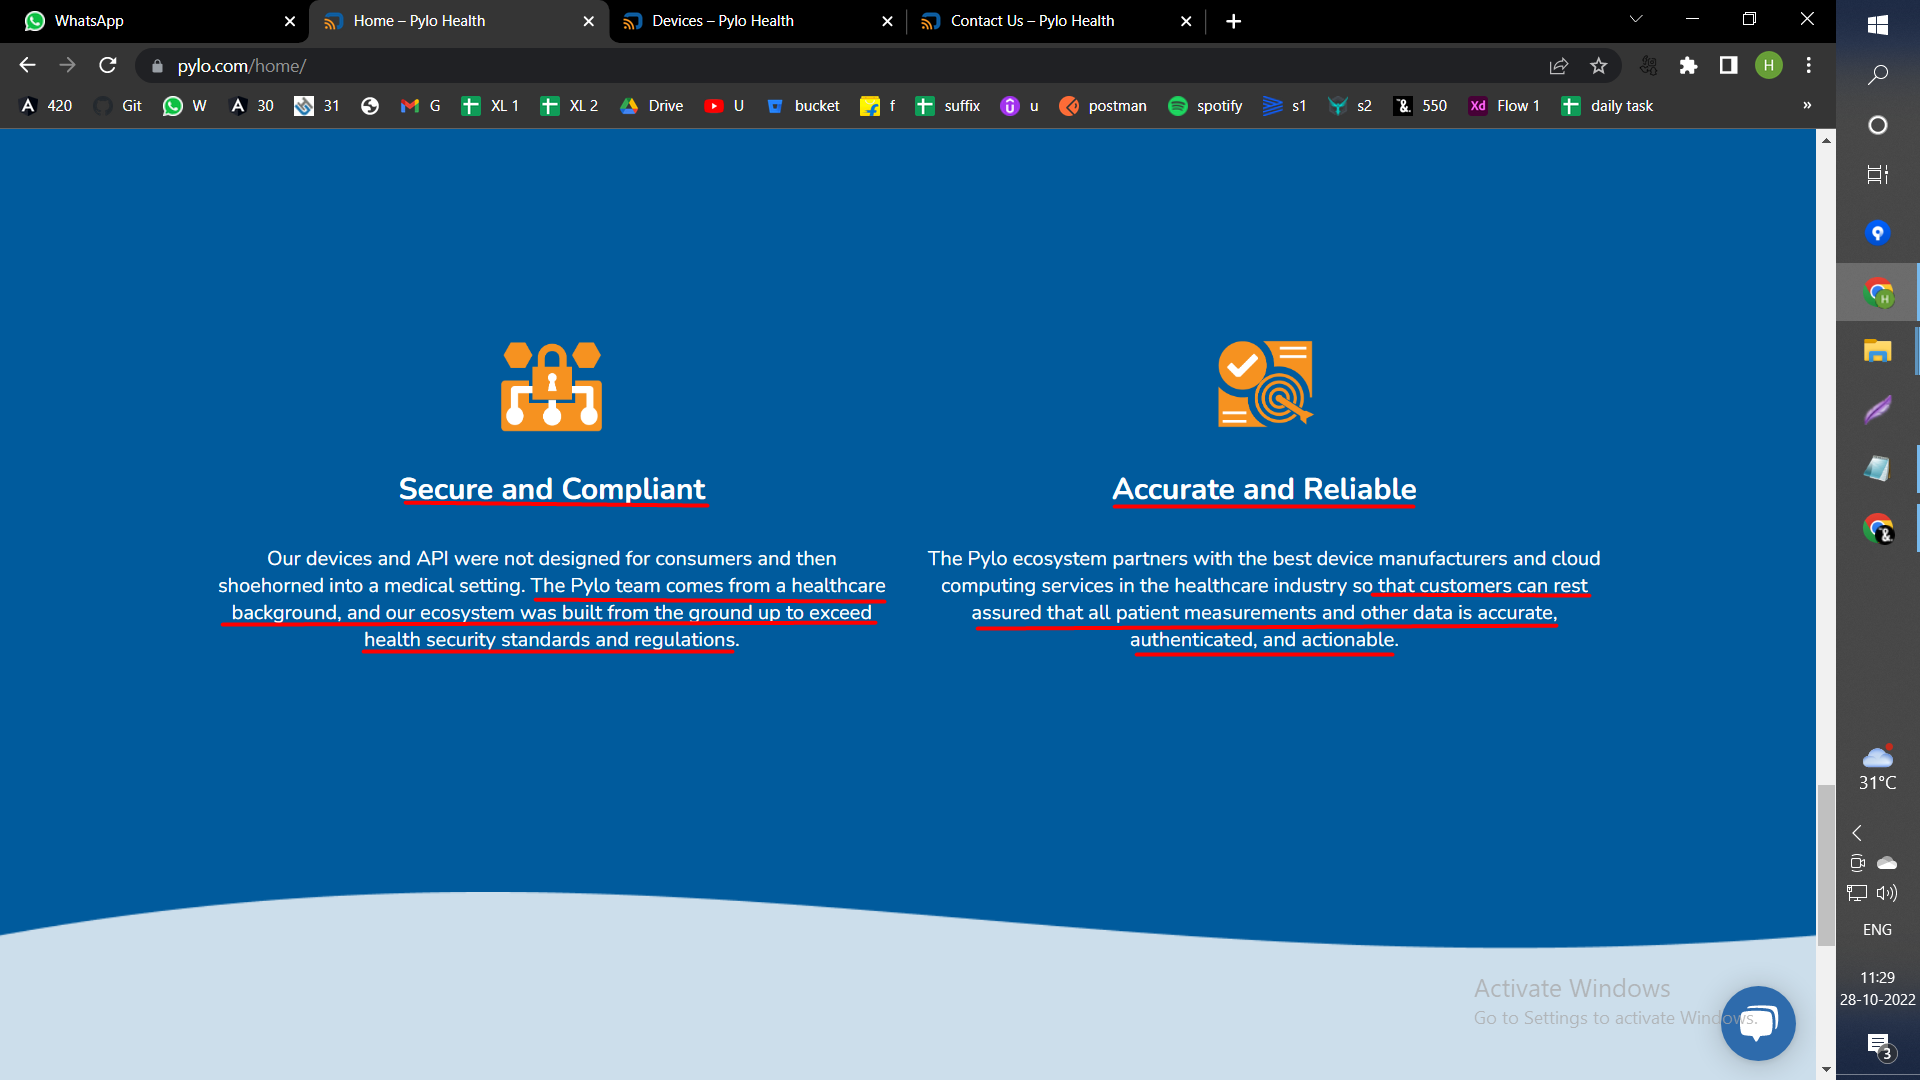 WhatsApp
Home – Pylo Health
Devices – Pylo Health
Contact Us – Pylo Health
pylo.com/home/
H
420
Git
W
30
31
G
XL 1
XL 2
Drive
U
bucket
f
suffix
u
postman
spotify
s1
s2
550
Xd
Flow 1
daily task
»
Secure and Compliant
Our devices and API were not designed for consumers and then
shoehorned into a medical setting. The Pylo team comes from a healthcare
background, and our ecosystem was built from the ground up to exceed
health security standards and regulations.
Accurate and Reliable
The Pylo ecosystem partners with the best device manufacturers and cloud
computing services in the healthcare industry so that customers can rest
assured that all patient measurements and other data is accurate,
authenticated, and actionable.
Activate Windows
Go to Settings to activate Windows.
H
&
31°C
ENG
11:29
28-10-2022
3